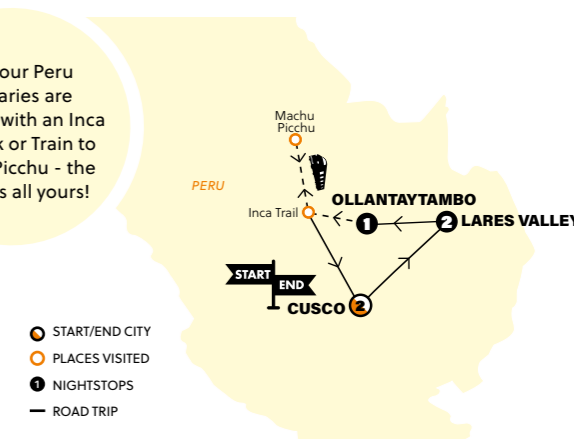 our Peru
aries are
with an Inca
k or Train to
Picchu - the
s all yours!
Machu
Picchu
PERU
OLLANTAYTAMBO
Inca Trail
1
2 LARES VALLEY
START
END
CUSCO 2
START/END CITY
PLACES VISITED
1 NIGHTSTOPS
ROAD TRIP